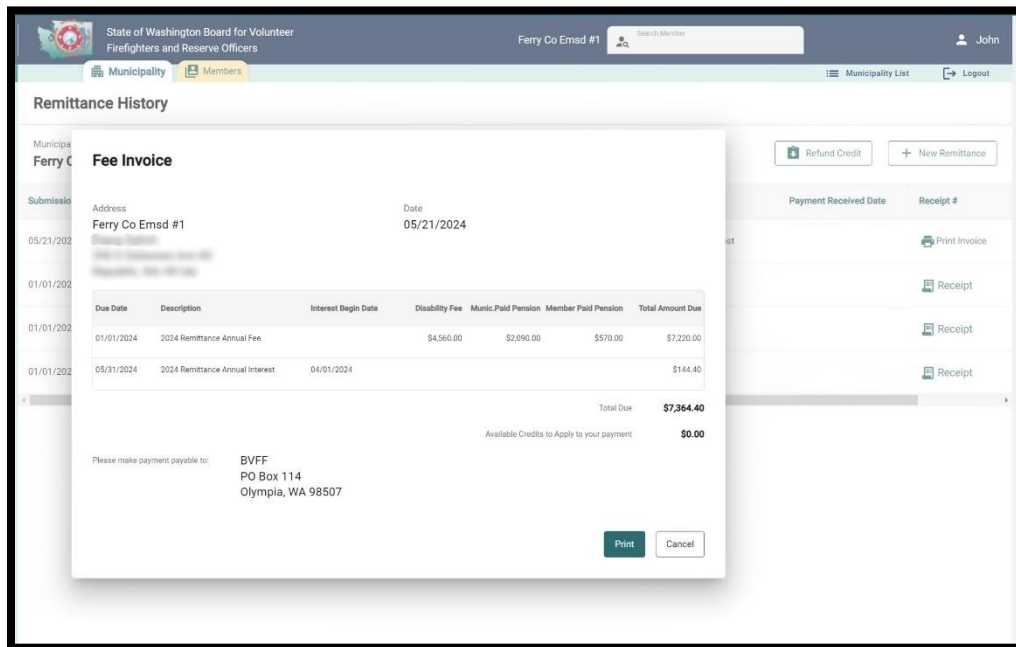 State of Washington Board for Volunteer
Firefighters and Reserve Officers
Ferry Co Emsd #1
Search Member
John
Municipality
Members
Municipality List
Logout
Remittance History
Municipa
Ferry C
Refund Credit
+ New Remittance
Submissio
Payment Received Date
Receipt #
05/21/202
st
Print Invoice
01/01/202
Receipt
01/01/202
Receipt
01/01/202
Receipt
Fee Invoice
Address
Date
Ferry Co Emsd #1
05/21/2024
Due Date Description Interest Begin Date Disability Fee Munic.Paid Pension Member Paid Pension Total Amount Due
01/01/2024 2024 Remittance Annual Fee $4,560.00 $2,090.00 $570.00 $7,220.00
05/31/2024 2024 Remittance Annual Interest 04/01/2024 $144.40
Total Due $7,364.40
Available Credits to Apply to your payment $0.00
Please make payment payable to: BVFF
PO Box 114
Olympia, WA 98507
Print
Cancel